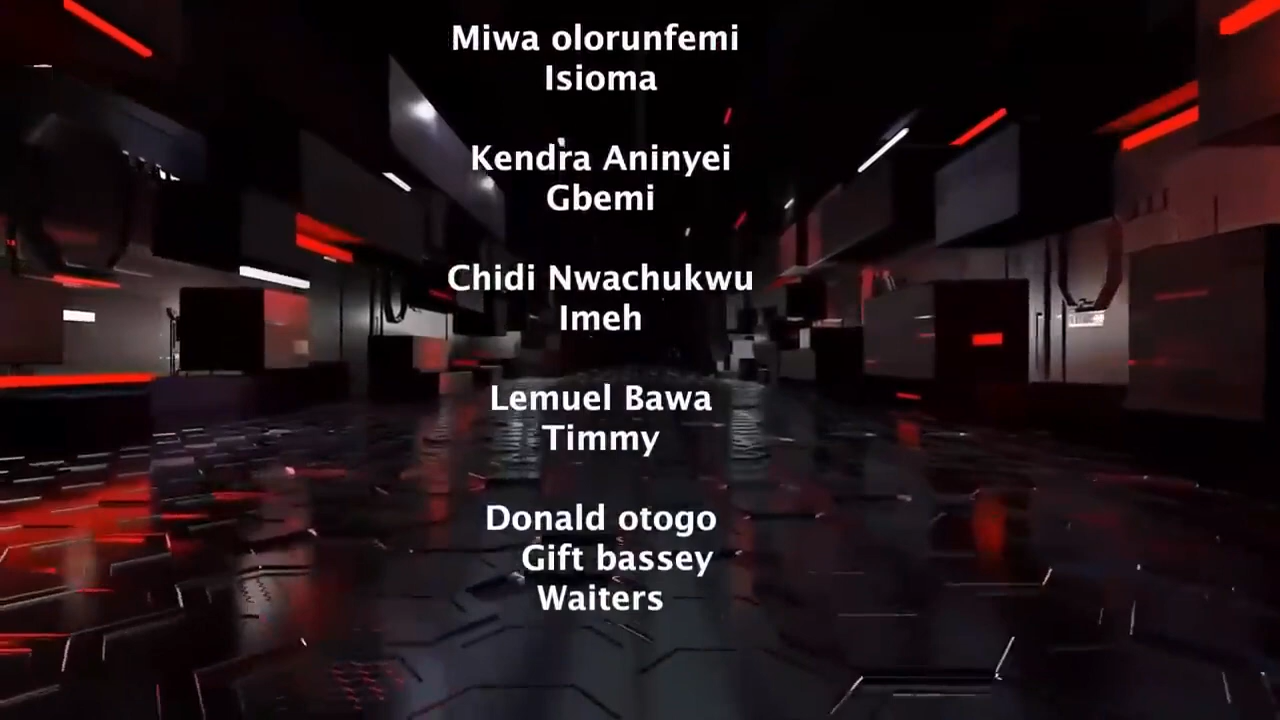 Miwa olorunfemi
Isioma
Kendra Aninyei
Gbemi
Chidi Nwachukwu
Imeh
Lemuel Bawa
Timmy
Donald otogo
Gift bassey
Waiters